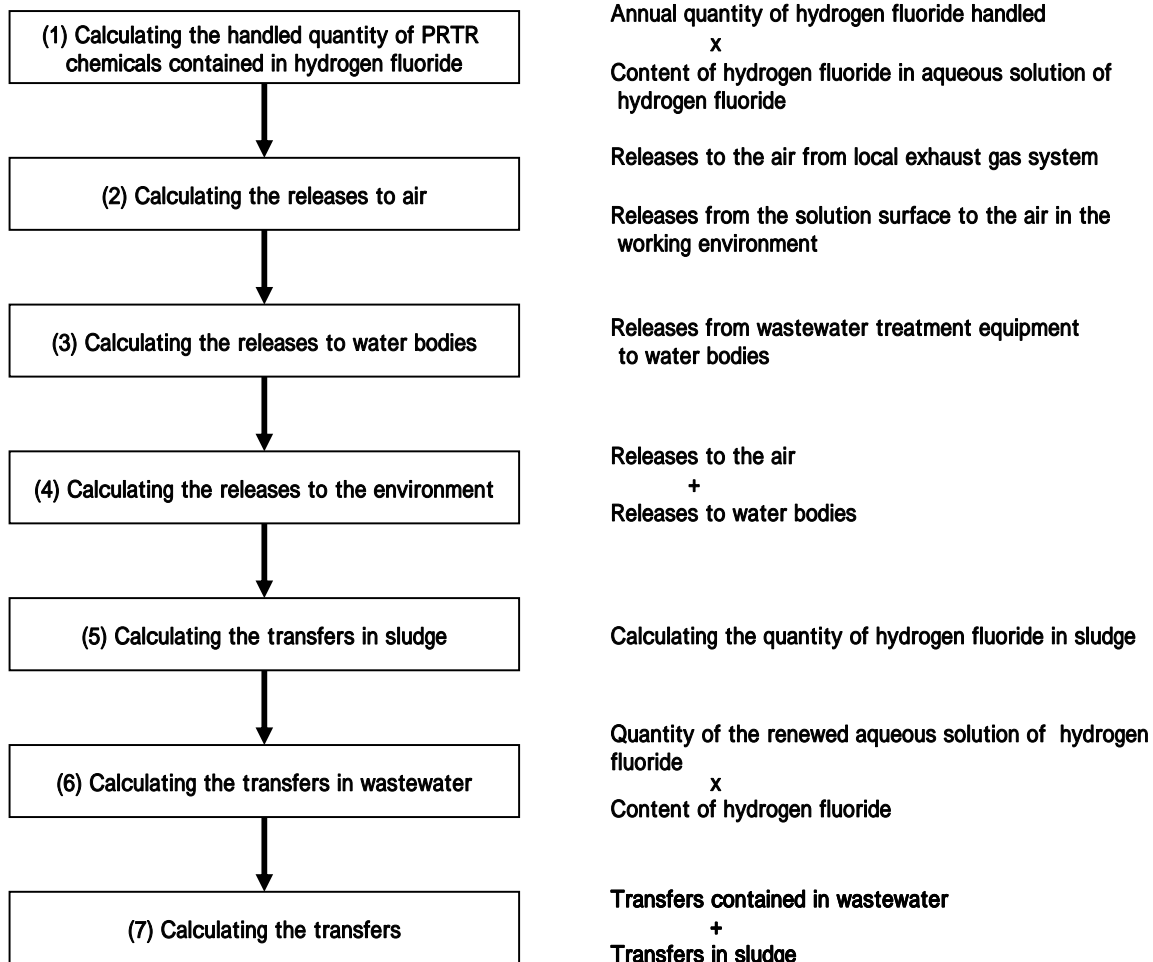 (1) Calculating the handled quantity of PRTR
chemicals contained in hydrogen fluoride
Annual quantity of hydrogen fluoride handled
x
Content of hydrogen fluoride in aqueous solution of
hydrogen fluoride
(2) Calculating the releases to air
Releases to the air from local exhaust gas system
Releases from the solution surface to the air in the
working environment
(3) Calculating the releases to water bodies
Releases from wastewater treatment equipment
to water bodies
(4) Calculating the releases to the environment
Releases to the air
+
Releases to water bodies
(5) Calculating the transfers in sludge
Calculating the quantity of hydrogen fluoride in sludge
(6) Calculating the transfers in wastewater
Quantity of the renewed aqueous solution of hydrogen
fluoride
x
Content of hydrogen fluoride
(7) Calculating the transfers
Transfers contained in wastewater
+
Transfers in sludge